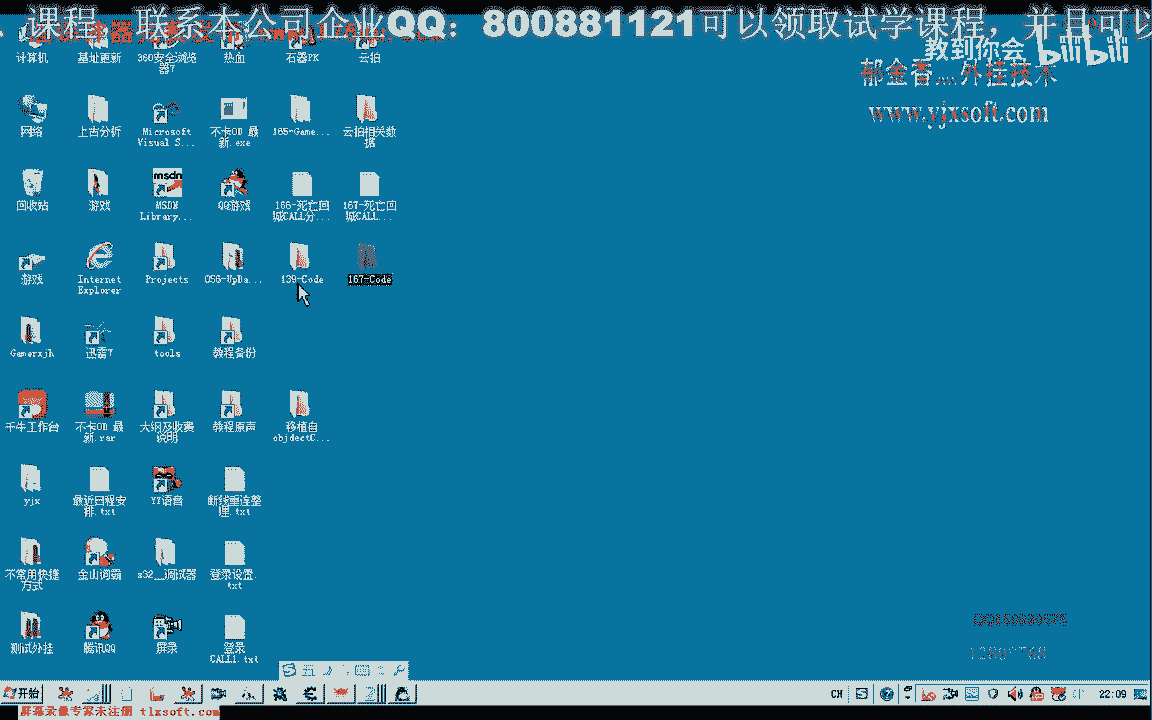 课程，联系本公司企业QQ：800881121可以领取试学课程，并且可以
教到你会
bilibili
郁金香....外挂技术
www.yjxsoft.com
计算机
基址更新
360安全浏览器7
热血
石器PK
云拍
网络
上古分析
Microsoft Visual S...
不卡OD 最新.exe
165-Game...
云拍相关数据
回收站
游戏
MSDN Library...
QQ游戏
166-死亡回城CALL分...
167-死亡回城CALL...
游戏
Internet Explorer
Projects
OS6-UpDa...
139-Code
167-Code
Gamerxjh
迅雷7
tools
教程备份
千牛工作台
不卡OD 最新.rar
大纲及收费说明
教程原声
移植自objdectC...
yjx
最近日程安排.txt
YY语音
断线重连整理.txt
不常用快捷方式
金山词霸
x32__调试器
登录设置.txt
测试外挂
腾讯QQ
屏录
登录CALL1.txt
开始
CH
22:09
屏幕录像专家未注册 tlxsoft.com